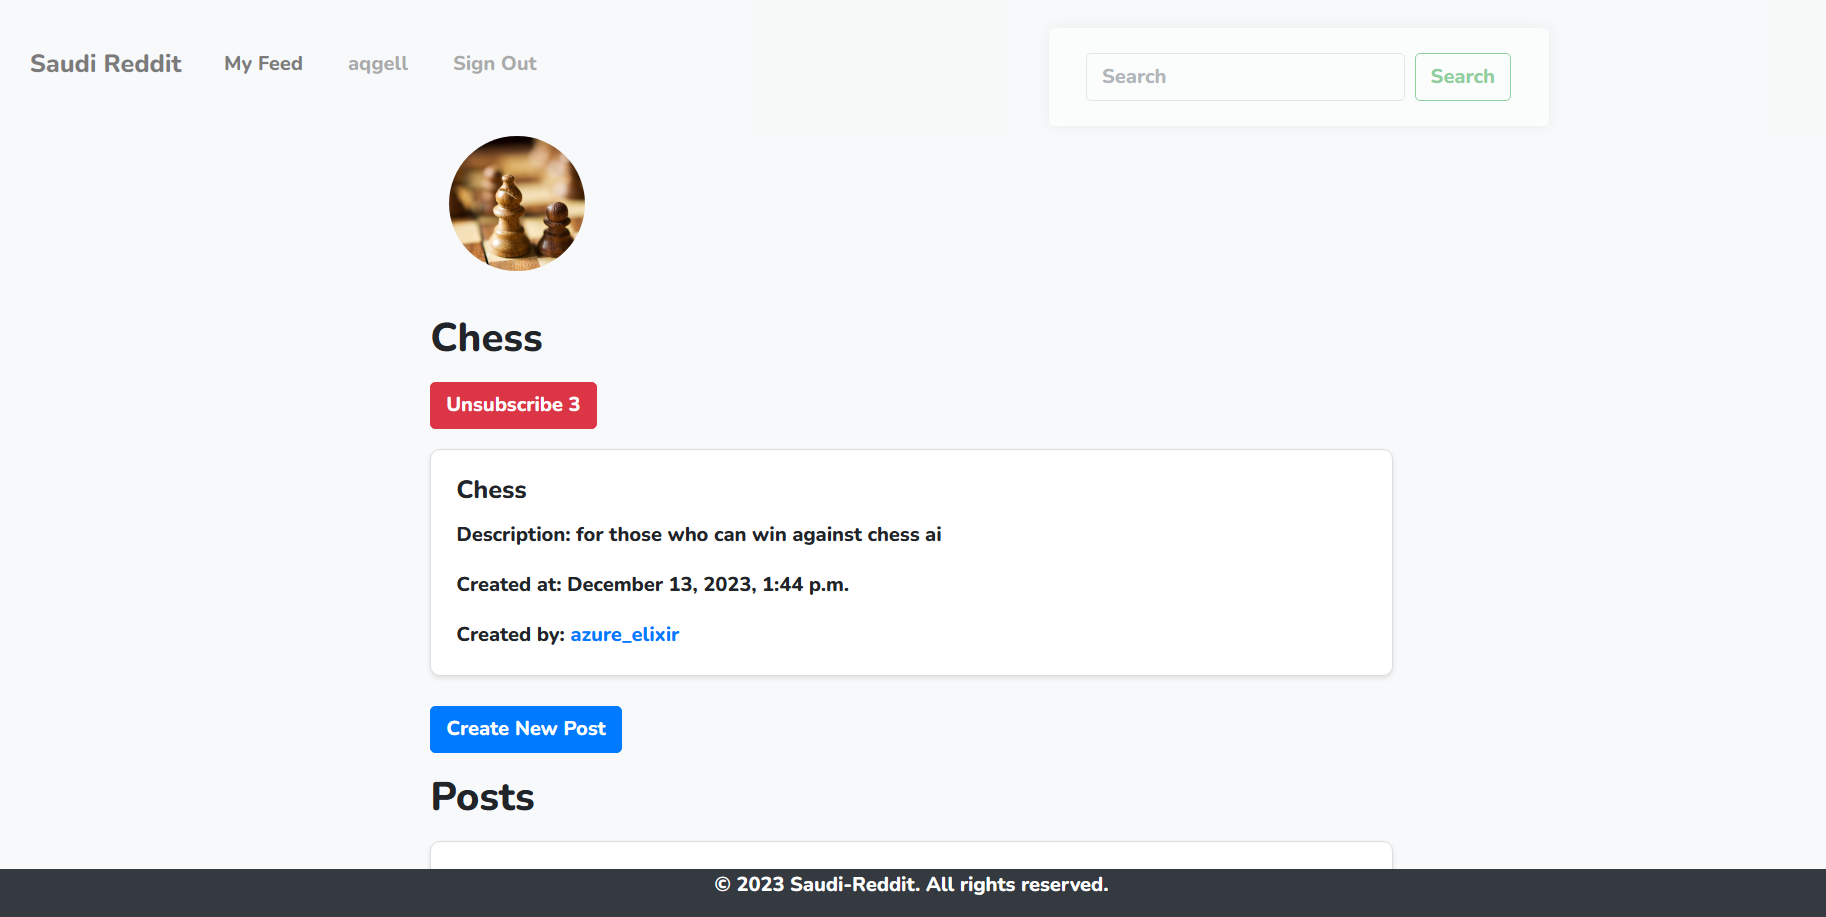 Saudi Reddit My Feed aqgell Sign Out Search Search
Chess
Unsubscribe 3
Chess
Description: for those who can win against chess ai
Created at: December 13, 2023, 1:44 p.m.
Created by: azure_elixir
Create New Post
Posts
© 2023 Saudi-Reddit. All rights reserved.